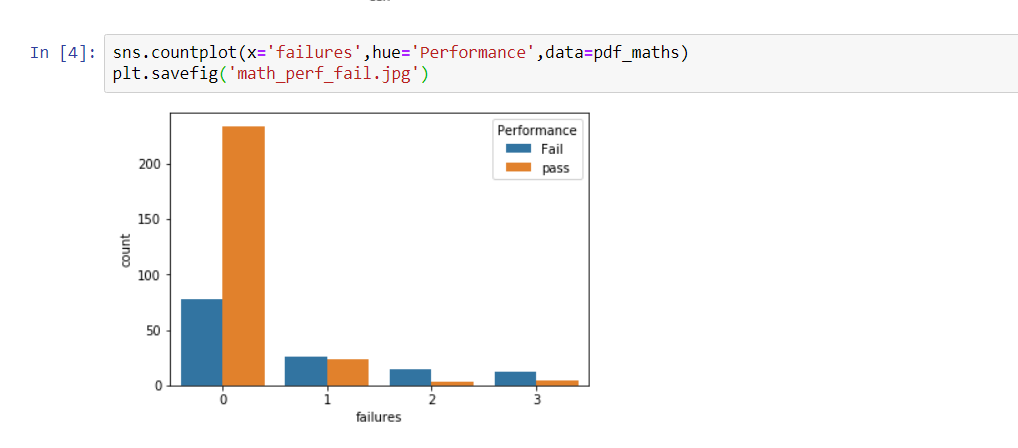 In [4]: sns.countplot(x='failures',hue='Performance',data=pdf_maths)
plt.savefig('math_perf_fail.jpg')
Performance
Fail
pass
200
150
100
50
0
count
0 1 2 3
failures